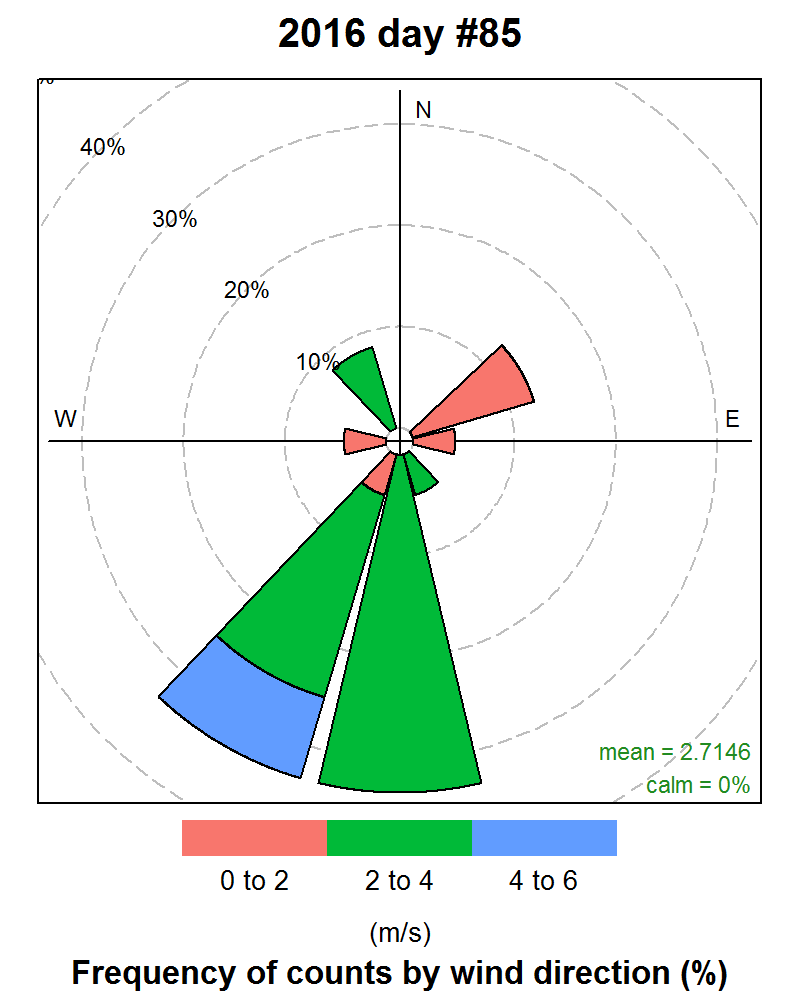 2016 day #85
N
40%
30%
20%
10%
W
E
mean = 2.7146
calm = 0%
0 to 2
2 to 4
4 to 6
(m/s)
Frequency of counts by wind direction (%)